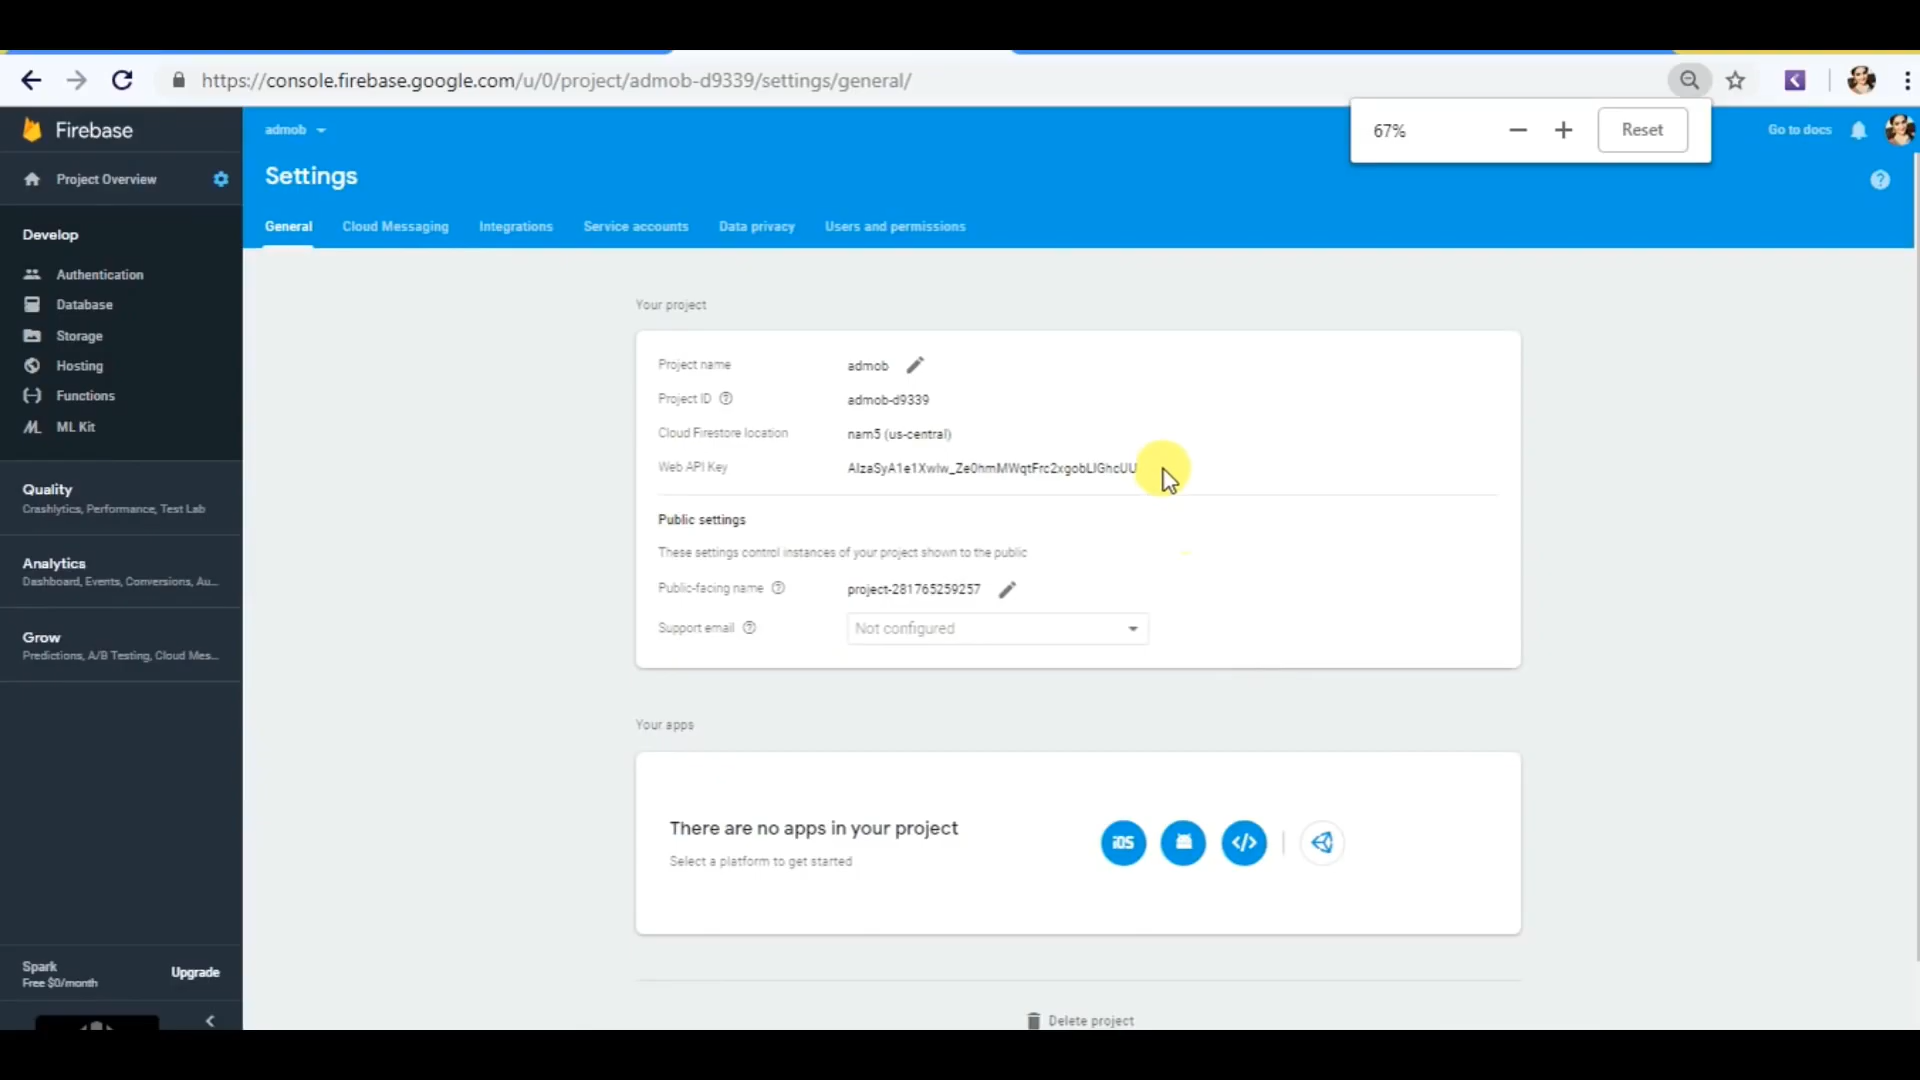 https://console.firebase.google.com/u/0/project/admob-d9339/settings/general/
67%
Reset
Firebase
admob
Go to docs
Project Overview
Settings
General
Cloud Messaging
Integrations
Service accounts
Data privacy
Users and permissions
Develop
Authentication
Database
Storage
Hosting
Functions
ML Kit
Quality
Crashlytics, Performance, Test Lab
Analytics
Dashboard, Events, Conversions, Au...
Grow
Predictions, A/B Testing, Cloud Mes...
Spark
Free $0/month
Upgrade
Your project
Project name admob
Project ID admob-d9339
Cloud Firestore location nam5 (us-central)
Web API Key
Public settings
These settings control instances of your project shown to the public
Public-facing name project-281765259257
Support email Not configured
Your apps
There are no apps in your project
Select a platform to get started
iOS
Delete project